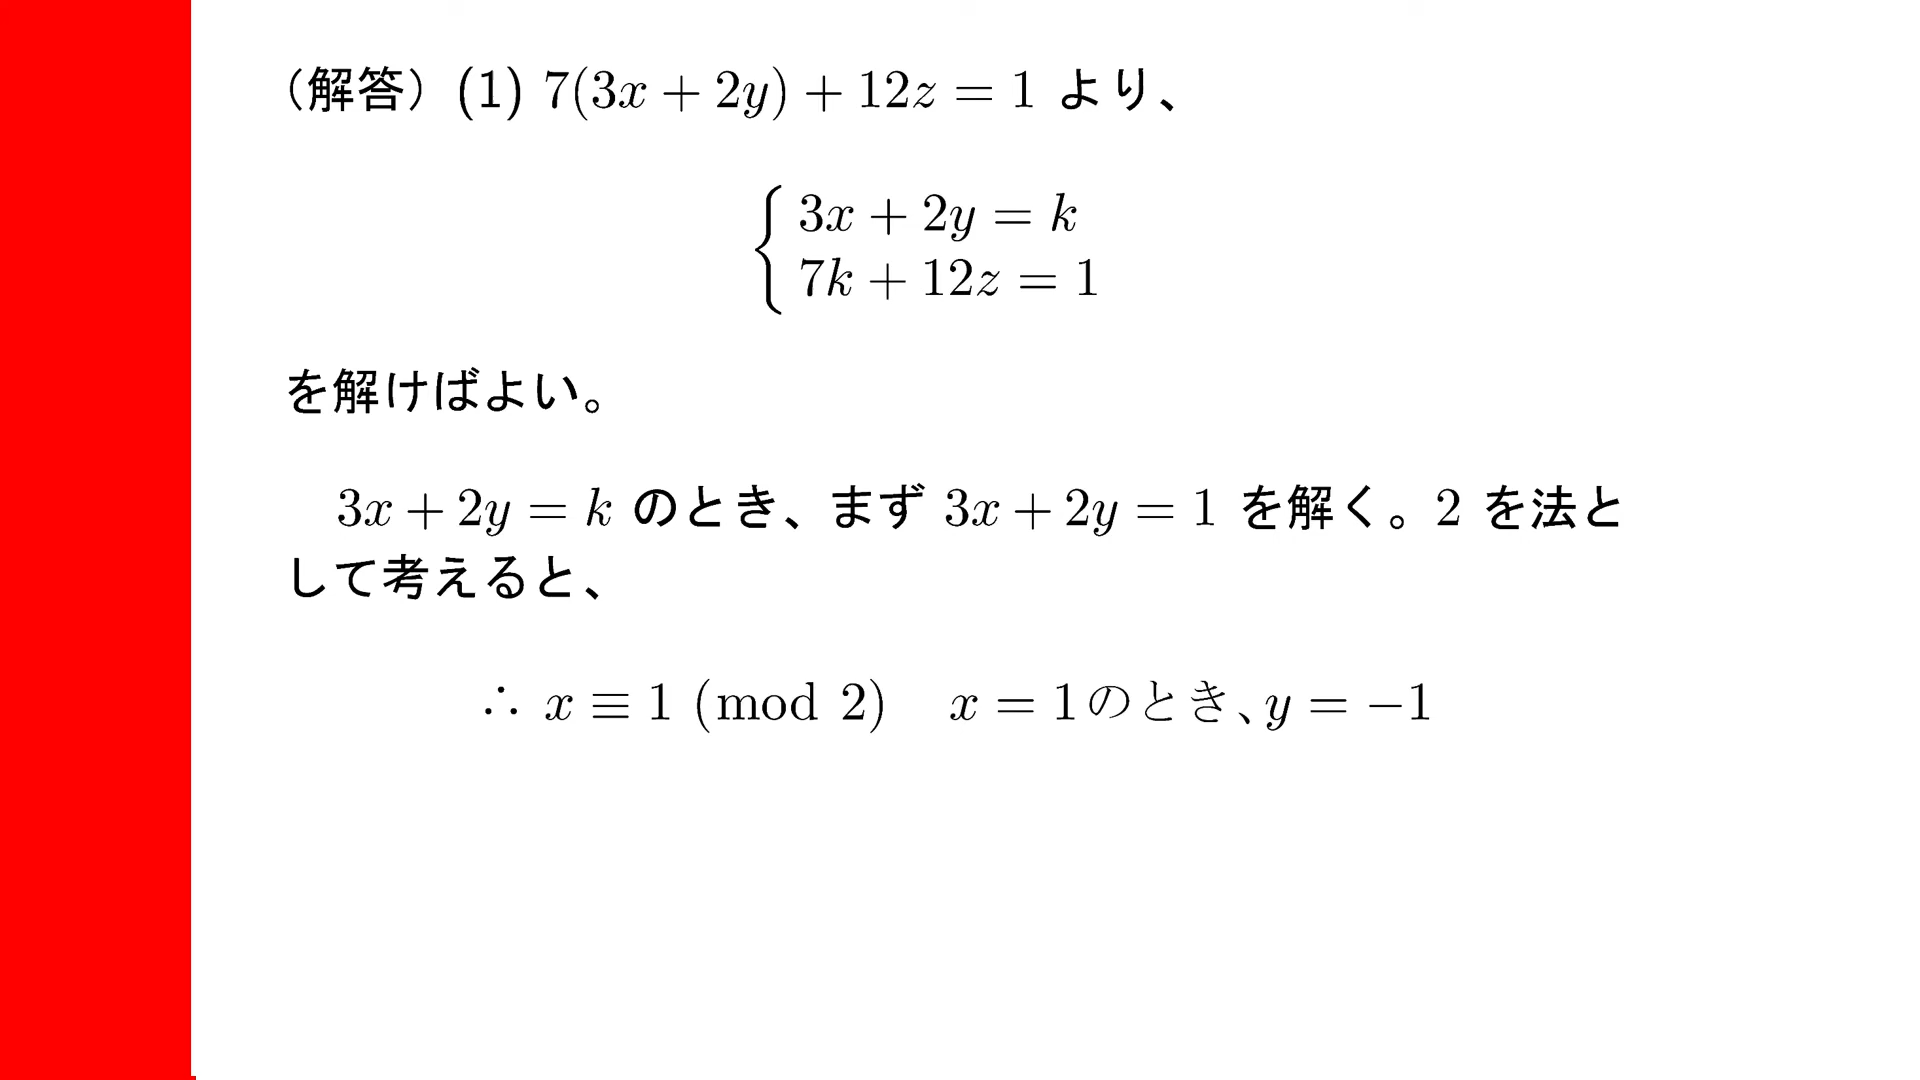 （解答）(1) 7(3x + 2y) + 12z = 1 より、
3x + 2y = k
7k + 12z = 1
を解けばよい。
3x + 2y = k のとき、まず 3x + 2y = 1 を解く。2 を法と
して考えると、
∴ x ≡ 1 (mod 2) x = 1のとき､y = −1